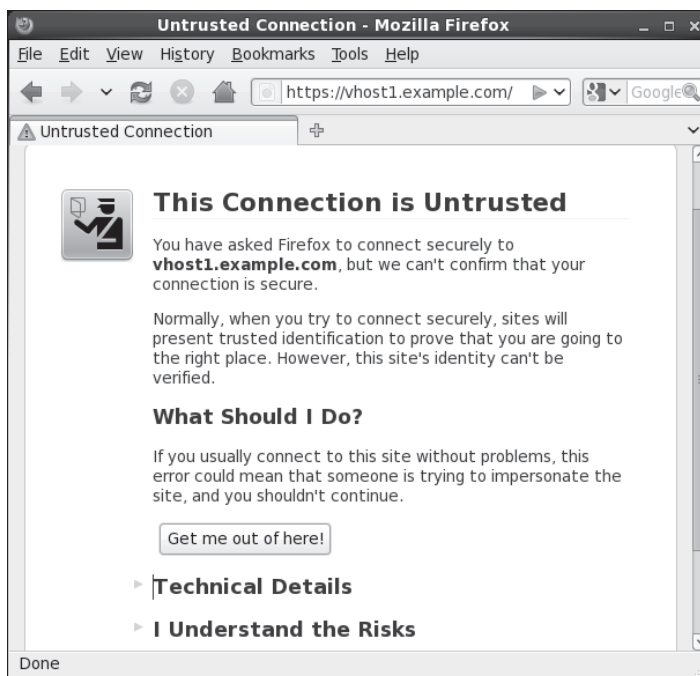 Untrusted Connection - Mozilla Firefox
File Edit View History Bookmarks Tools Help
https://vhost1.example.com/ Google
Untrusted Connection
This Connection is Untrusted
You have asked Firefox to connect securely to
vhost1.example.com, but we can't confirm that your
connection is secure.
Normally, when you try to connect securely, sites will
present trusted identification to prove that you are going to
the right place. However, this site's identity can't be
verified.
What Should I Do?
If you usually connect to this site without problems, this
error could mean that someone is trying to impersonate the
site, and you shouldn't continue.
Get me out of here!
Technical Details
I Understand the Risks
Done